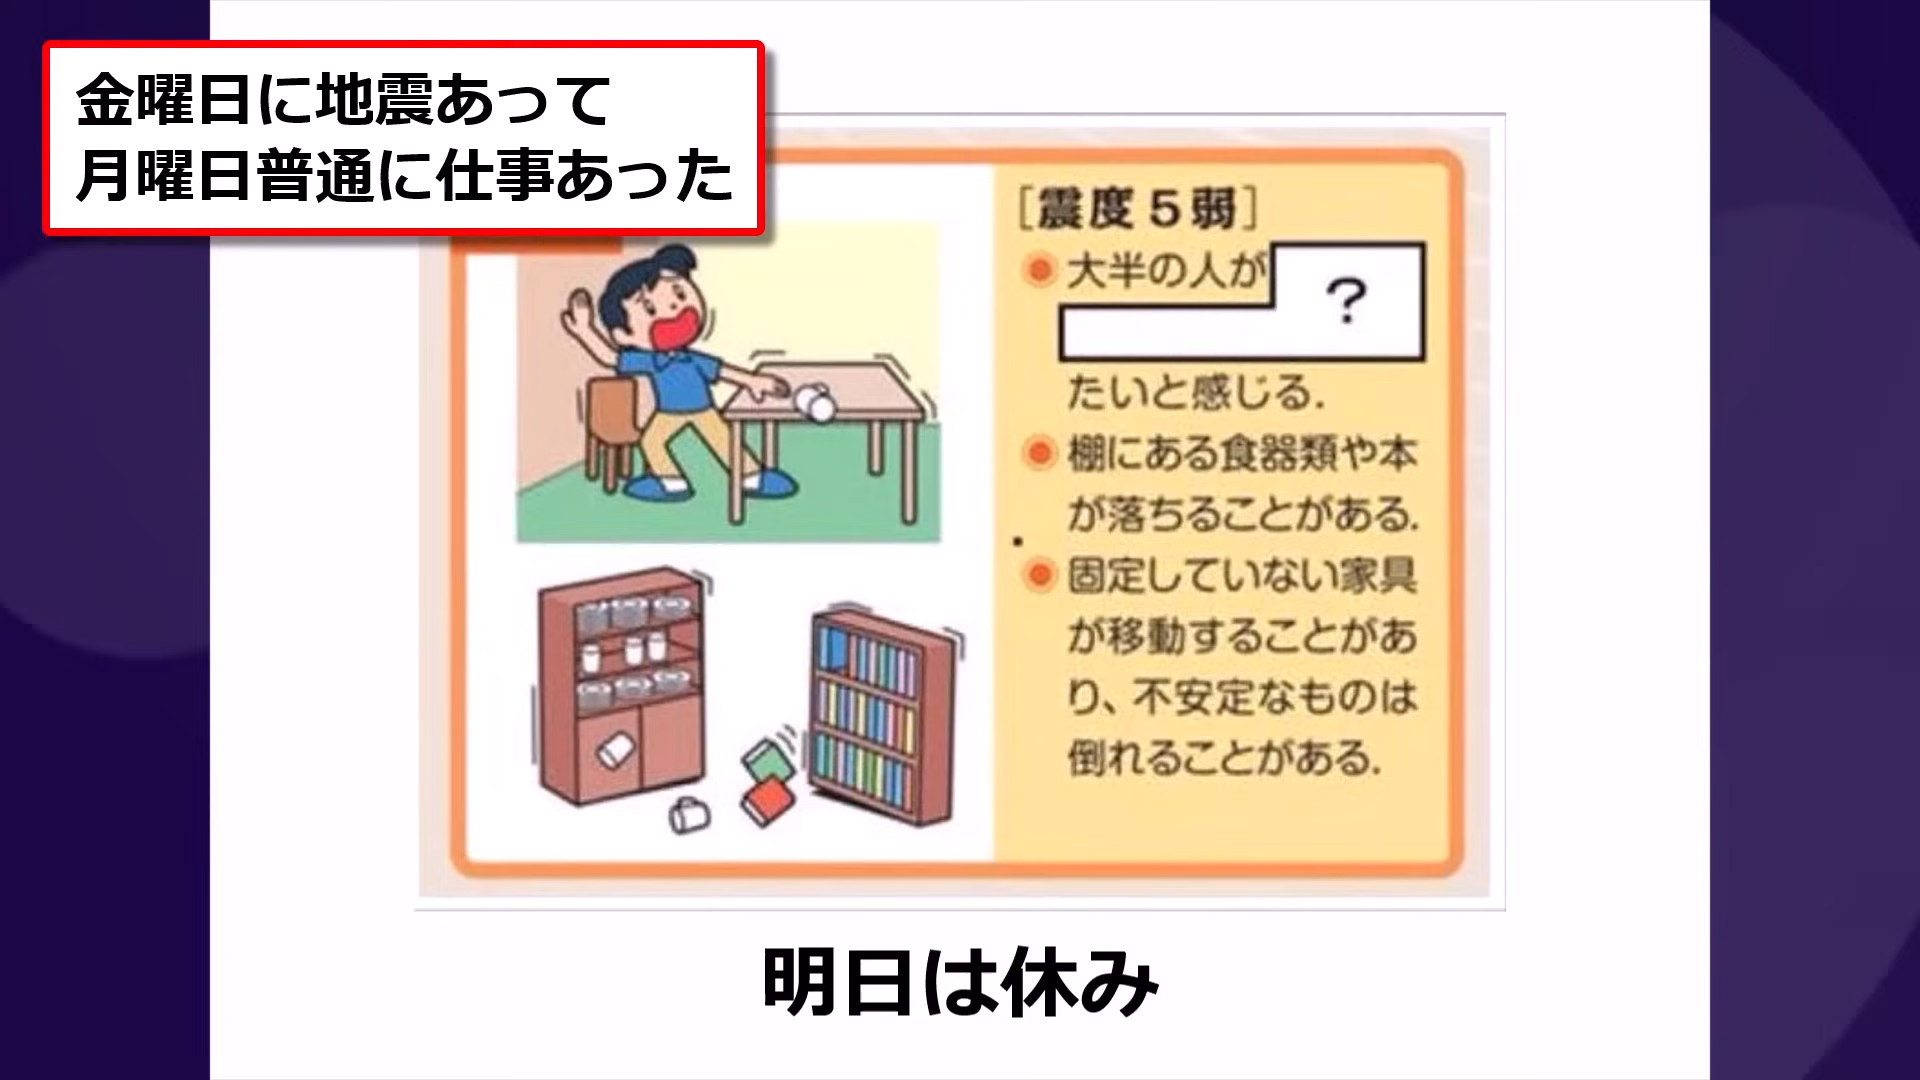 金曜日に地震あって
月曜日普通に仕事あった
［震度５弱］
大半の人が
？
たいと感じる．
棚にある食器類や本
が落ちることがある．
固定していない家具
が移動することがあ
り、不安定なものは
倒れることがある．
明日は休み